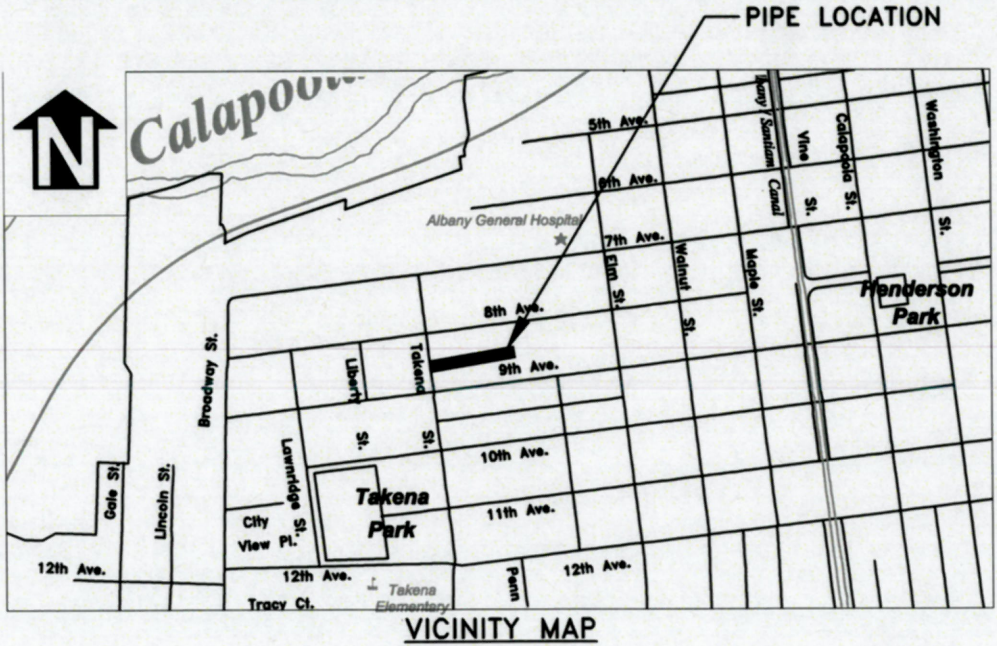 PIPE LOCATION
N
Calapooia
5th Ave.
6th Ave.
Albany General Hospital
7th Ave.
8th Ave.
9th Ave.
10th Ave.
11th Ave.
12th Ave.
12th Ave.
12th Ave.
Elm St.
Walnut St.
Maple St.
Santiam Canal
Vine St.
Calapooia St.
Washington St.
Henderson
Park
Broadway St.
Liberty St.
Takena St.
Lawnridge St.
Gale St.
Lincoln St.
City
View Pl.
Takena
Park
Tracy Ct.
Takena
Elementary
Penn
VICINITY MAP